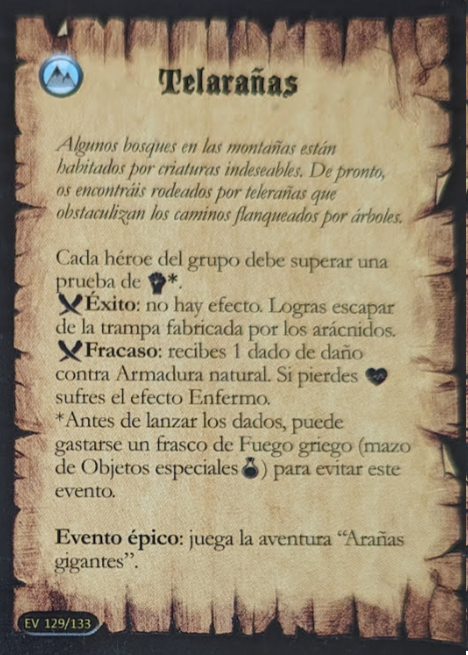 Telarañas
Algunos bosques en las montañas están
habitados por criaturas indeseables. De pronto,
os encontráis rodeados por telerañas que
obstaculizan los caminos flanqueados por árboles.
Cada héroe del grupo debe superar una
prueba de *.
Éxito: no hay efecto. Logras escapar
de la trampa fabricada por los arácnidos.
Fracaso: recibes 1 dado de daño
contra Armadura natural. Si pierdes
sufres el efecto Enfermo.
*Antes de lanzar los dados, puede
gastarse un frasco de Fuego griego (mazo
de Objetos especiales ) para evitar este
evento.
Evento épico: juega la aventura “Arañas
gigantes”.
EV 129/133